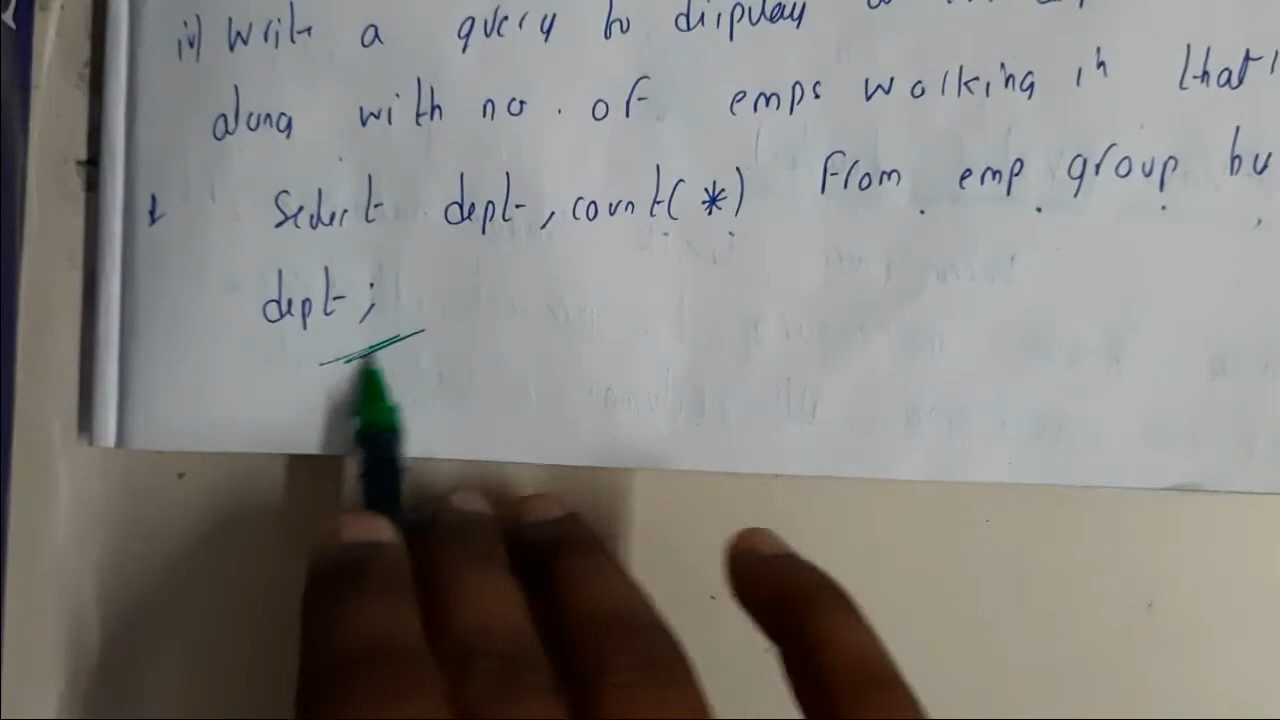 iv) Write a query to display
along with no. of emps working in that
Select dept, count(*) From emp group by
dept;